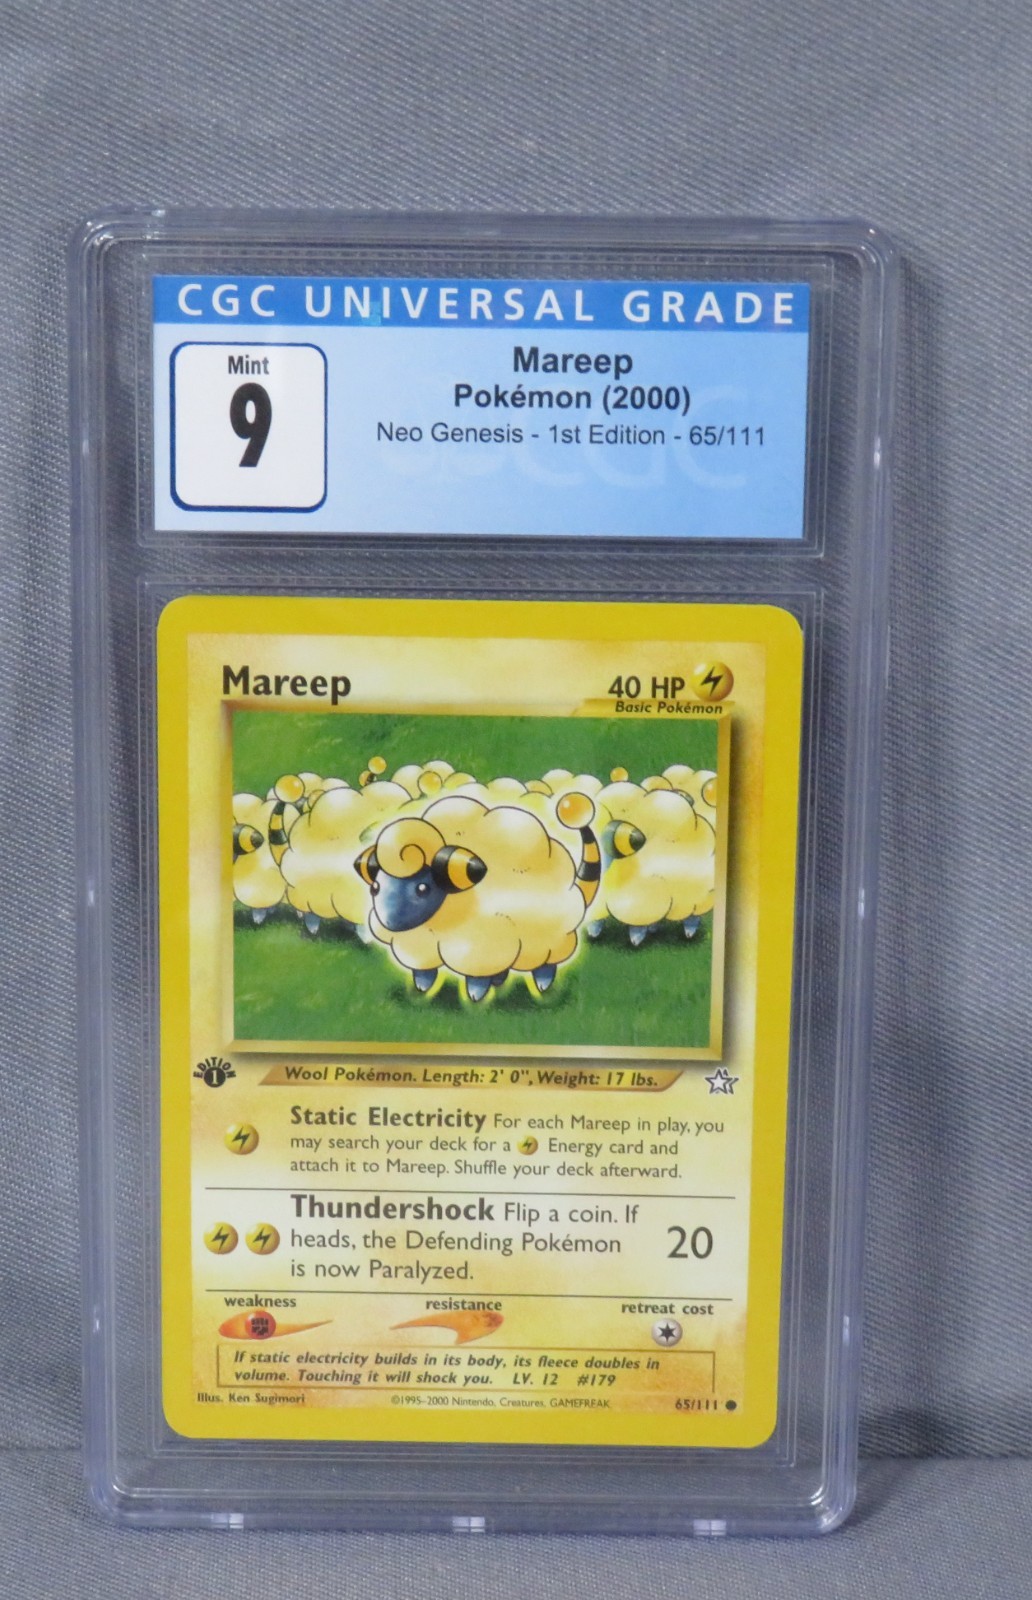 CGC UNIVERSAL GRADE
Mint
9
Mareep
Pokémon (2000)
Neo Genesis - 1st Edition - 65/111
CGC
Mareep
40 HP
Basic Pokémon
EDITION
1
Wool Pokémon. Length: 2' 0", Weight: 17 lbs.
Static Electricity For each Mareep in play, you
may search your deck for a Energy card and
attach it to Mareep. Shuffle your deck afterward.
Thundershock Flip a coin. If
heads, the Defending Pokémon
is now Paralyzed.
20
weakness
resistance
retreat cost
If static electricity builds in its body, its fleece doubles in
volume. Touching it will shock you. LV. 12 #179
Illus. Ken Sugimori
©1995-2000 Nintendo, Creatures, GAMEFREAK
65/111